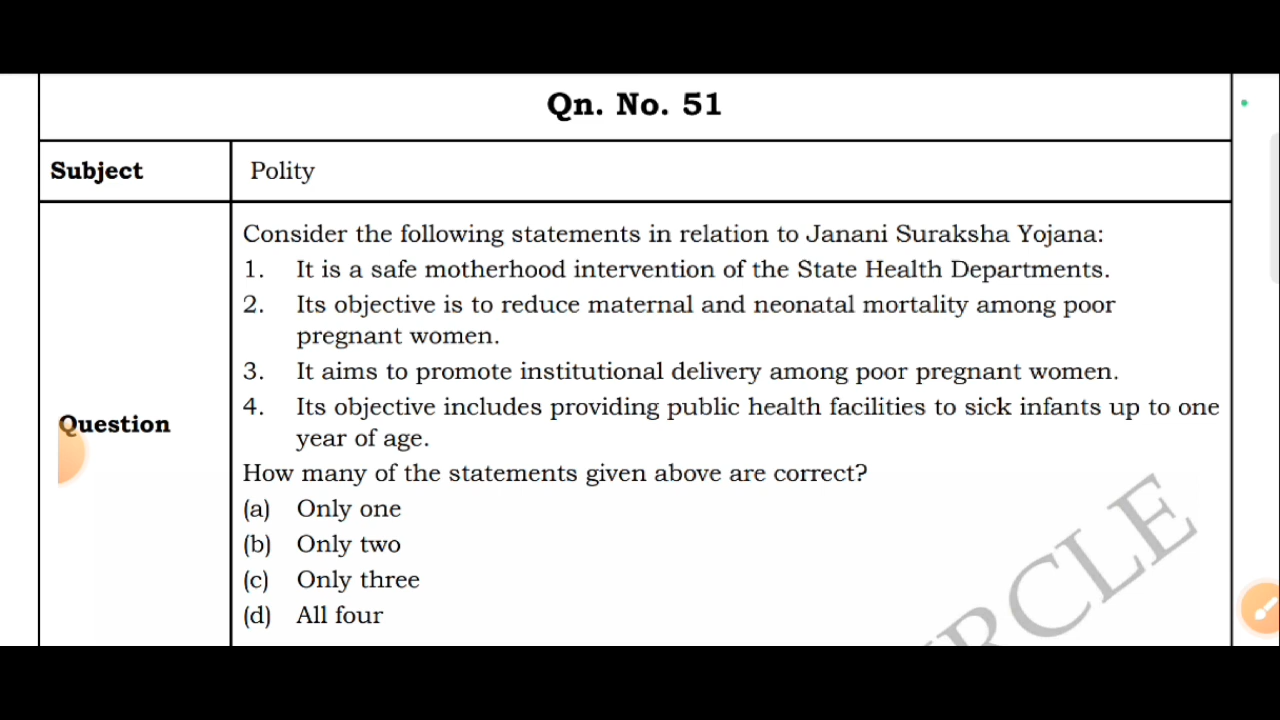 Qn. No. 51
Subject
Polity
Question
Consider the following statements in relation to Janani Suraksha Yojana:
1. It is a safe motherhood intervention of the State Health Departments.
2. Its objective is to reduce maternal and neonatal mortality among poor
pregnant women.
3. It aims to promote institutional delivery among poor pregnant women.
4. Its objective includes providing public health facilities to sick infants up to one
year of age.
How many of the statements given above are correct?
(a) Only one
(b) Only two
(c) Only three
(d) All four